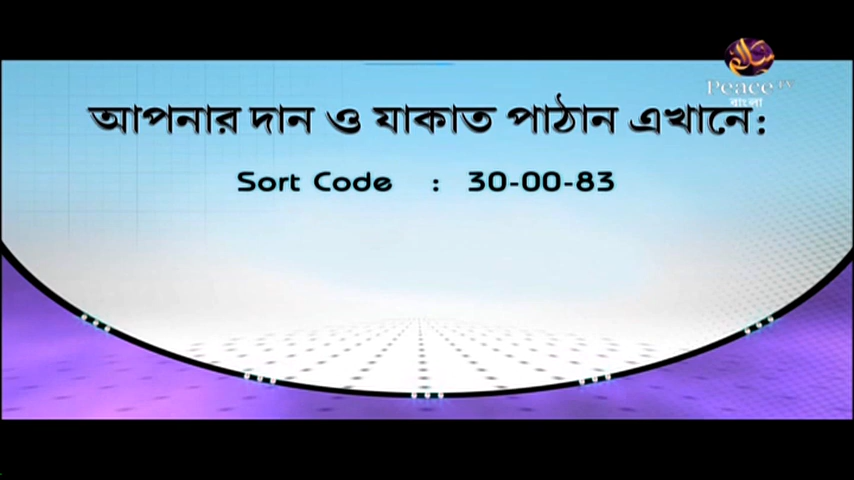 Peace TV
বাংলা
আপনার দান ও যাকাত পাঠান এখানে:
Sort Code : 30-00-83